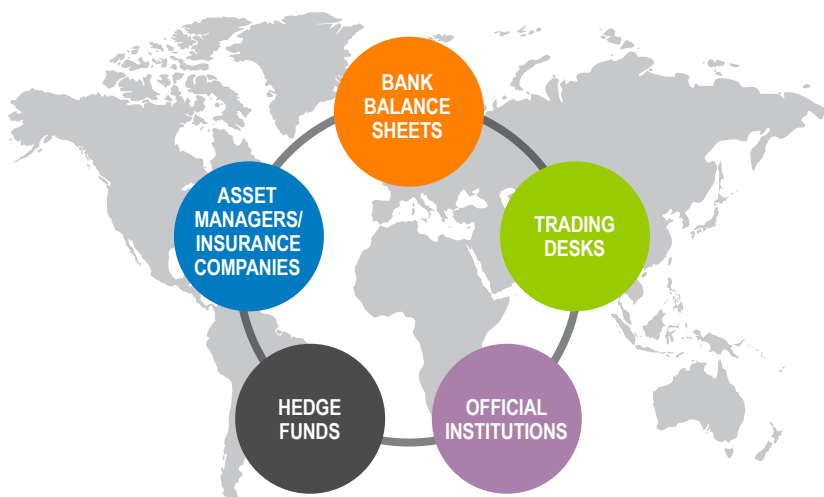 BANK
BALANCE
SHEETS
ASSET
MANAGERS/
INSURANCE
COMPANIES
TRADING
DESKS
HEDGE
FUNDS
OFFICIAL
INSTITUTIONS